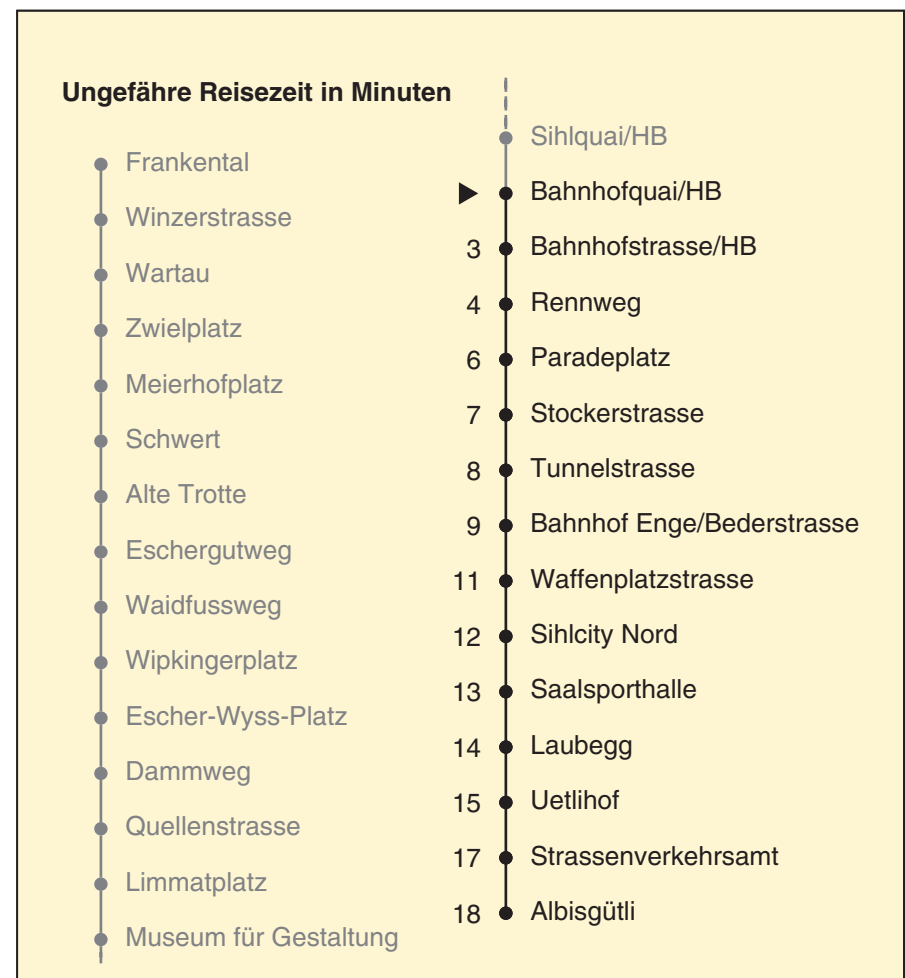 Ungefähre Reisezeit in Minuten
Frankental
Winzerstrasse
Wartau
Zwielplatz
Meierhofplatz
Schwert
Alte Trotte
Eschergutweg
Waidfussweg
Wipkingerplatz
Escher-Wyss-Platz
Dammweg
Quellenstrasse
Limmatplatz
Museum für Gestaltung
Sihlquai/HB
Bahnhofquai/HB
3 Bahnhofstrasse/HB
4 Rennweg
6 Paradeplatz
7 Stockerstrasse
8 Tunnelstrasse
9 Bahnhof Enge/Bederstrasse
11 Waffenplatzstrasse
12 Sihlcity Nord
13 Saalsporthalle
14 Laubegg
15 Uetlihof
17 Strassenverkehrsamt
18 Albisgütli